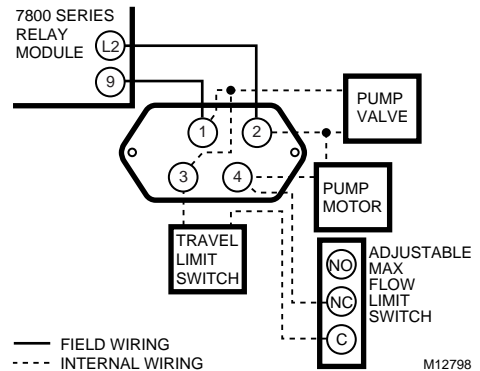 7800 SERIES
RELAY
MODULE
L2
9
1
2
3
4
PUMP
VALVE
PUMP
MOTOR
TRAVEL
LIMIT
SWITCH
NO
NC
C
ADJUSTABLE
MAX
FLOW
LIMIT
SWITCH
FIELD WIRING
INTERNAL WIRING
M12798